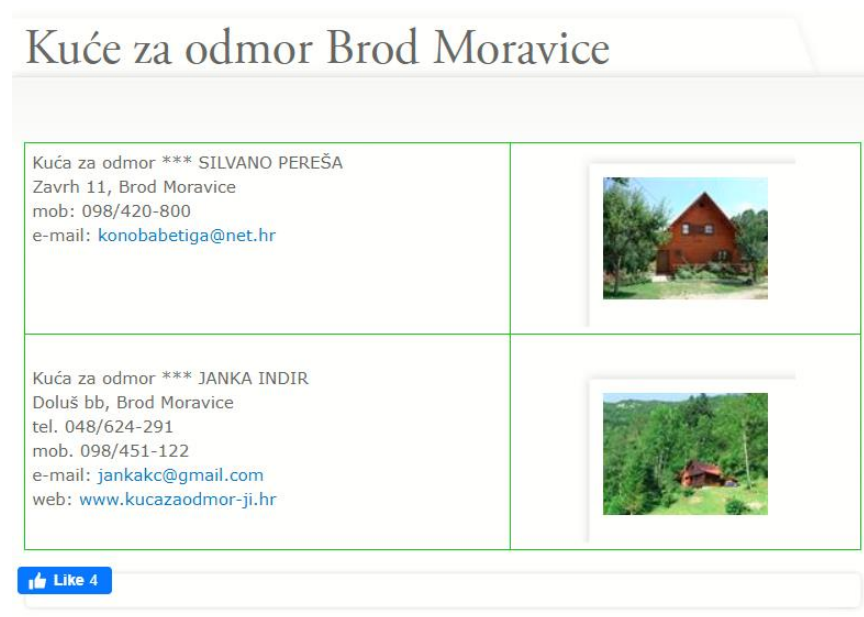 Kuće za odmor Brod Moravice
Kuća za odmor *** SILVANO PEREŠA
Zavrh 11, Brod Moravice
mob: 098/420-800
e-mail: konobabetiga@net.hr
Kuća za odmor *** JANKA INDIR
Doluš bb, Brod Moravice
tel. 048/624-291
mob. 098/451-122
e-mail: jankakc@gmail.com
web: www.kucazaodmor-ji.hr
Like 4